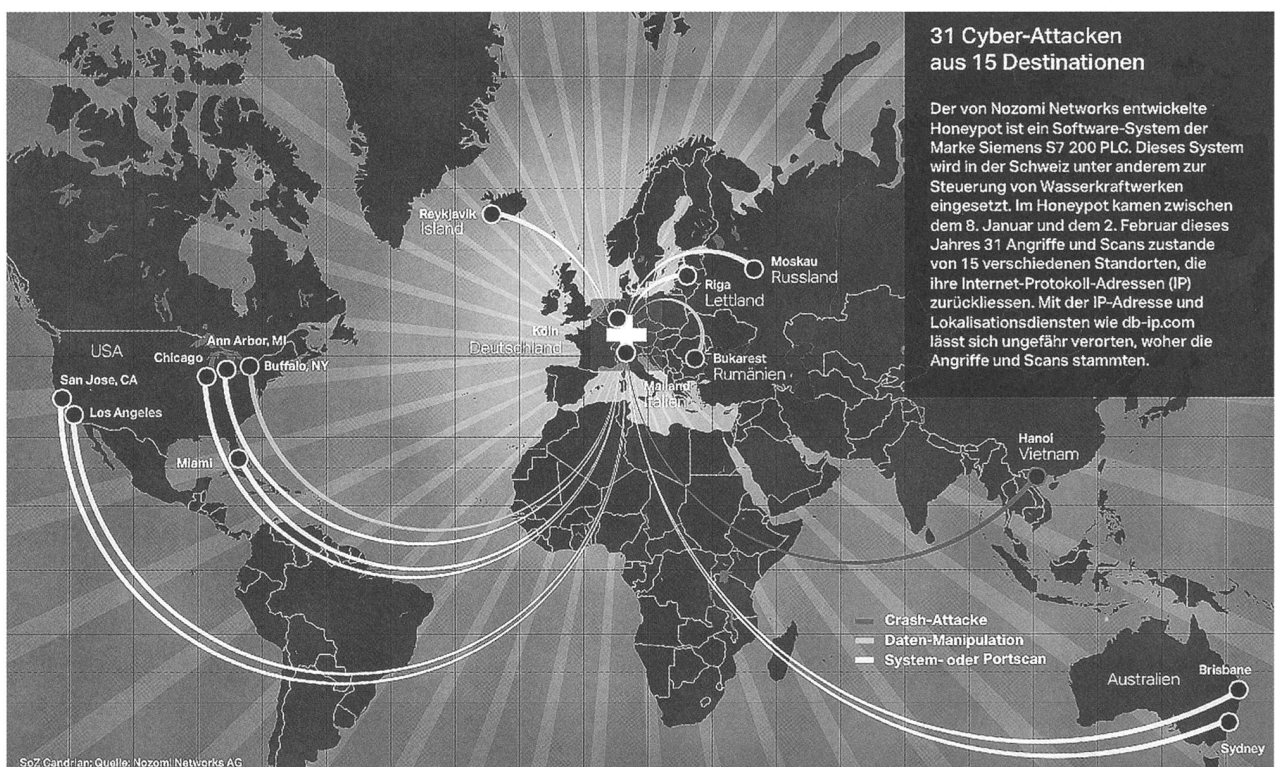 31 Cyber-Attacken
aus 15 Destinationen
Der von Nozomi Networks entwickelte
Honeypot ist ein Software-System der
Marke Siemens S7 200 PLC. Dieses System
wird in der Schweiz unter anderem zur
Steuerung von Wasserkraftwerken
eingesetzt. Im Honeypot kamen zwischen
dem 8. Januar und dem 2. Februar dieses
Jahres 31 Angriffe und Scans zustande
von 15 verschiedenen Standorten, die
ihre Internet-Protokoll-Adressen (IP)
zurückliessen. Mit der IP-Adresse und
Lokalisationsdiensten wie db-ip.com
lässt sich ungefähr verorten, woher die
Angriffe und Scans stammten.
Reykjavik
Island
Moskau
Russland
Riga
Lettland
Köln
Deutschland
Bukarest
Rumänien
Mailand
Italien
USA
Ann Arbor, MI
Chicago
Buffalo, NY
San Jose, CA
Los Angeles
Miami
Hanoi
Vietnam
Crash-Attacke
Daten-Manipulation
System- oder Portscan
Australien
Brisbane
Sydney
SoZ Candrian; Quelle: Nozomi Networks AG